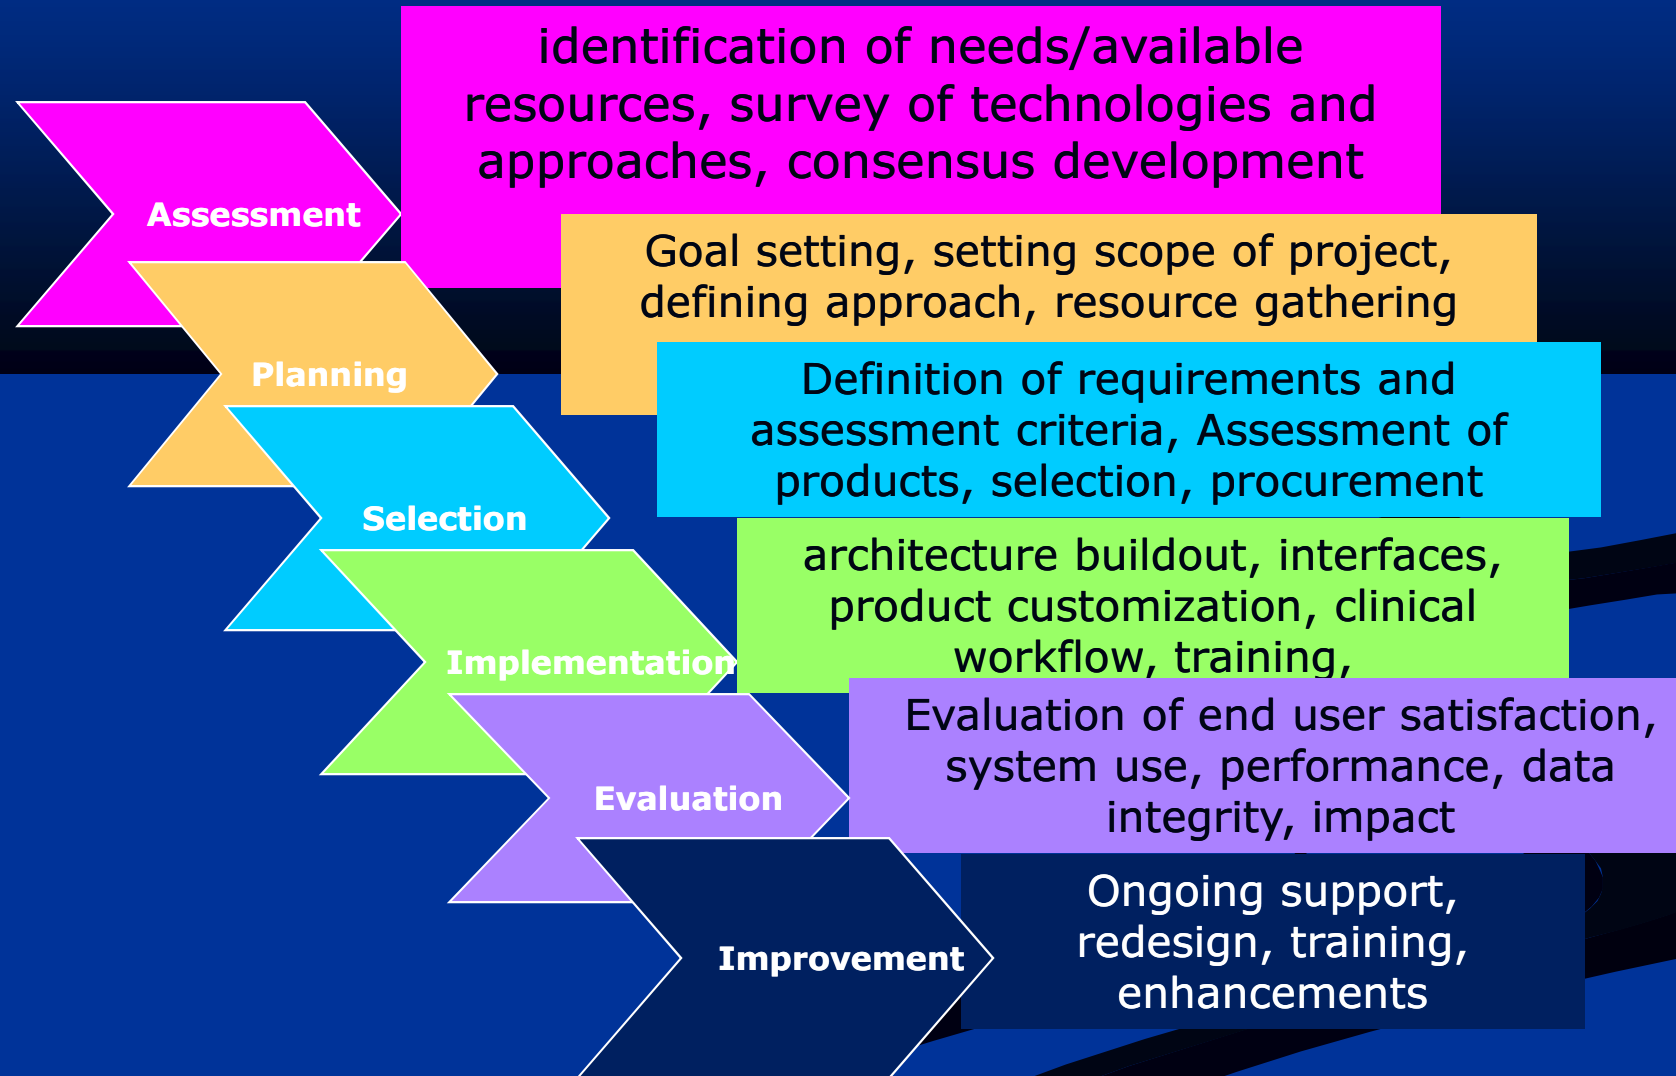 identification of needs/available
resources, survey of technologies and
approaches, consensus development
Assessment
Goal setting, setting scope of project,
defining approach, resource gathering
Planning
Definition of requirements and
assessment criteria, Assessment of
products, selection, procurement
Selection
architecture buildout, interfaces,
product customization, clinical
workflow, training,
Implementation
Evaluation of end user satisfaction,
system use, performance, data
integrity, impact
Evaluation
Ongoing support,
redesign, training,
enhancements
Improvement